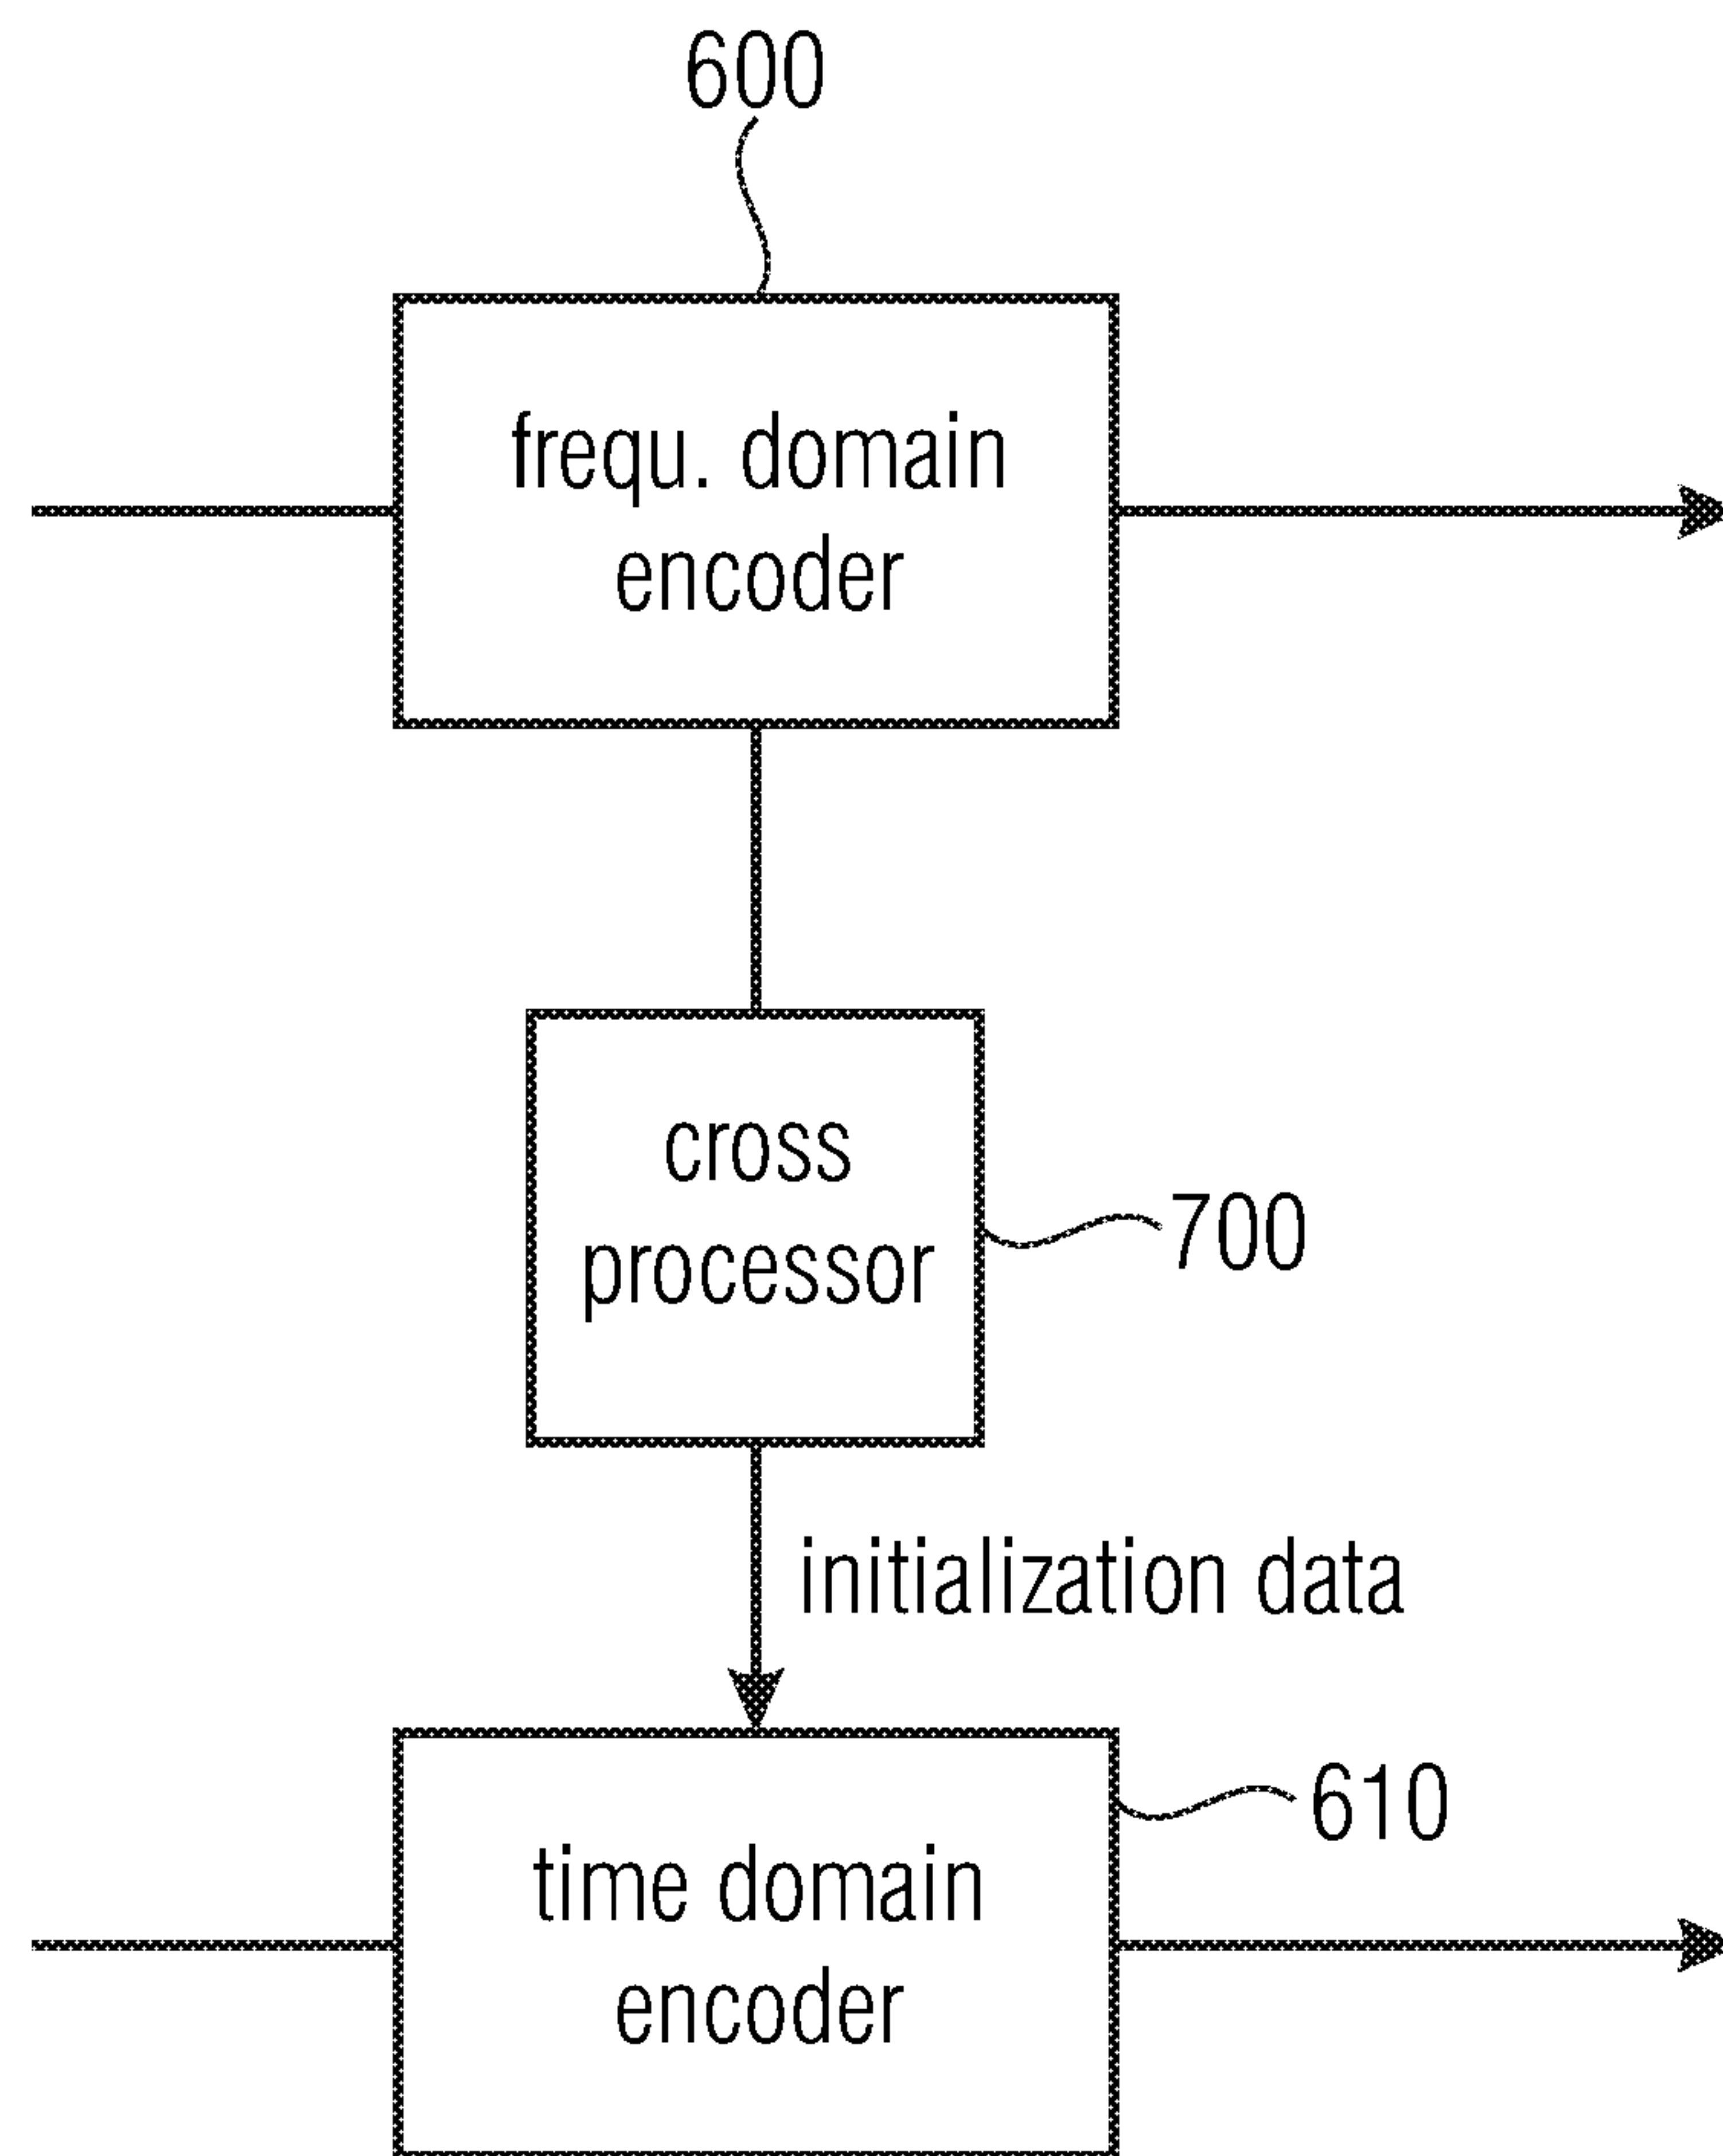 600
frequ. domain
encoder
cross
processor
700
initialization data
610
time domain
encoder